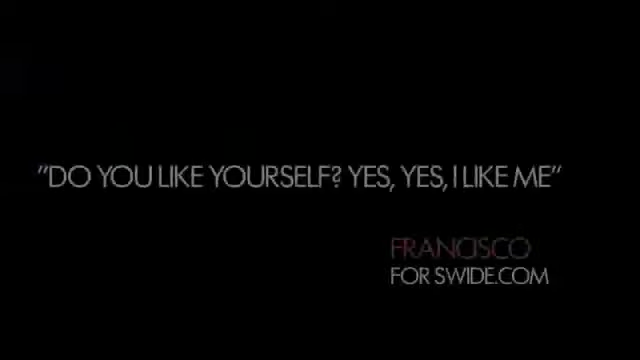 "DO YOU LIKE YOURSELF? YES, YES, I LIKE ME"
FRANCISCO
FOR SWIDE.COM